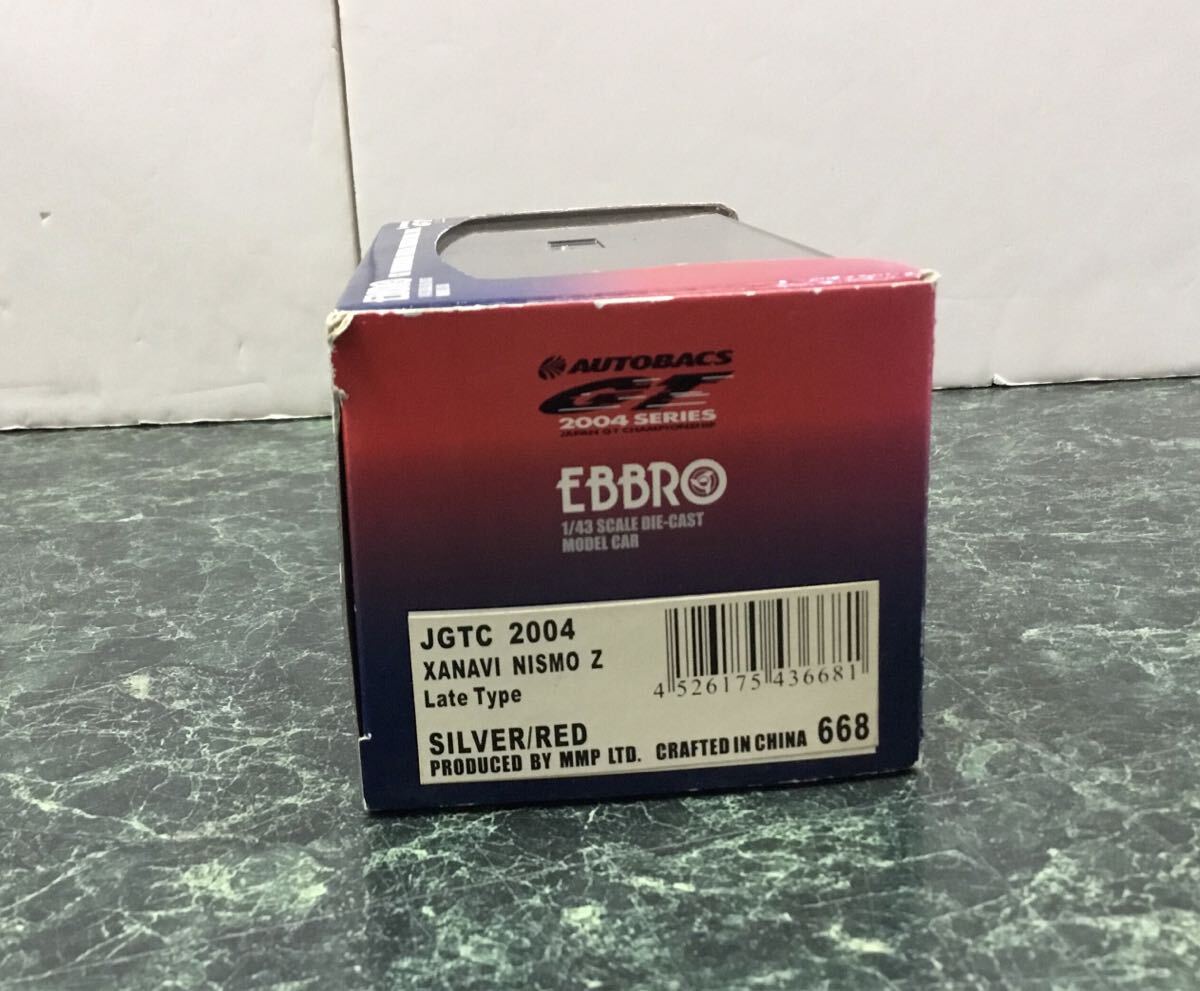 AUTOBACS
GT
2004 SERIES
JAPAN GT CHAMPIONSHIP
EBBRO
1/43 SCALE DIE-CAST
MODEL CAR
JGTC 2004
XANAVI NISMO Z
Late Type
4 526175 436681
SILVER/RED
PRODUCED BY MMP LTD. CRAFTED IN CHINA 668